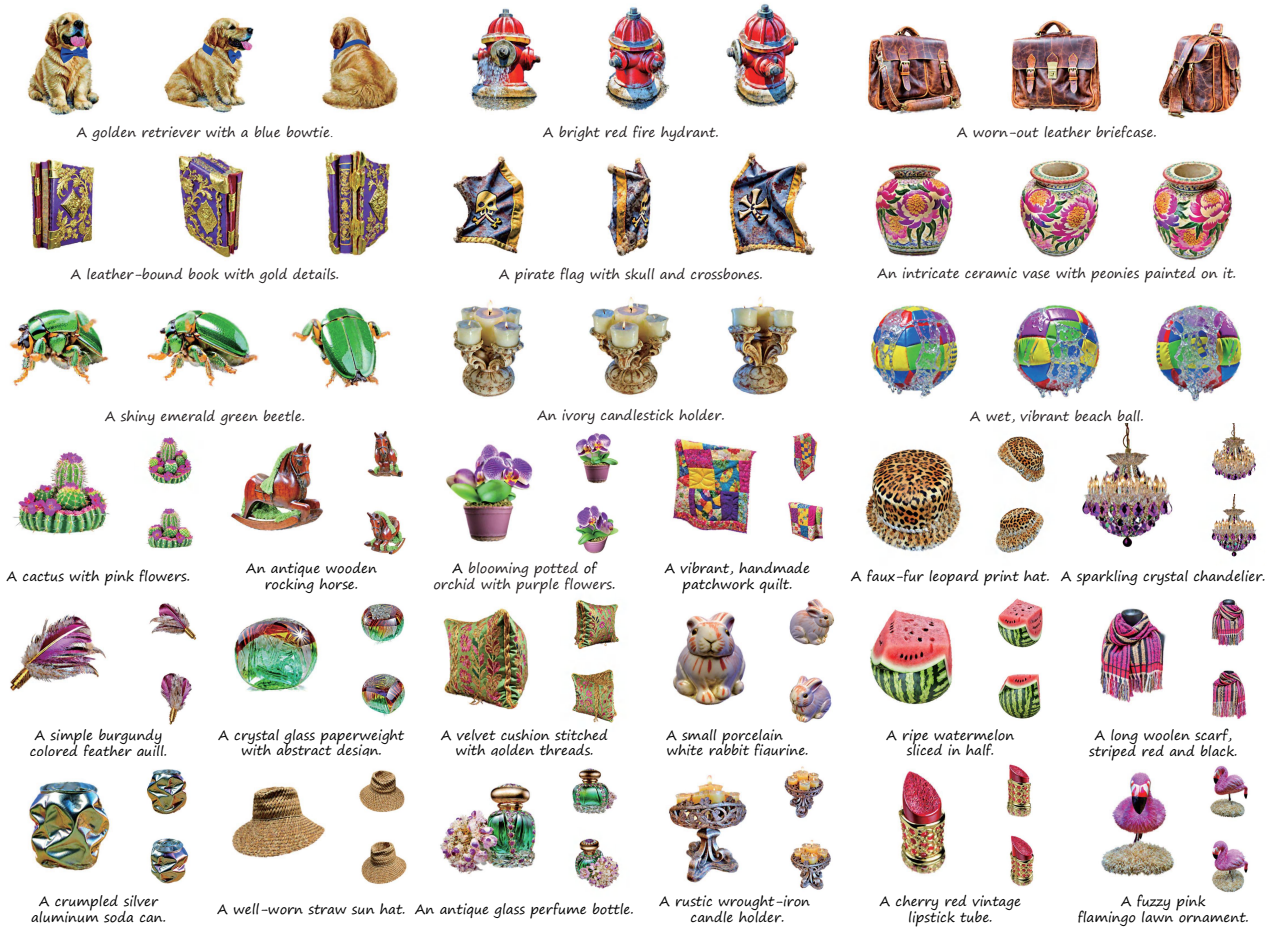 A golden retriever with a blue bowtie.
A bright red fire hydrant.
A worn-out leather briefcase.
A leather-bound book with gold details.
A pirate flag with skull and crossbones.
An intricate ceramic vase with peonies painted on it.
A shiny emerald green beetle.
An ivory candlestick holder.
A wet, vibrant beach ball.
A cactus with pink flowers.
An antique wooden
rocking horse.
A blooming potted of
orchid with purple flowers.
A vibrant, handmade
patchwork quilt.
A faux-fur leopard print hat.
A sparkling crystal chandelier.
A simple burgundy
colored feather quill.
A crystal glass paperweight
with abstract design.
A velvet cushion stitched
with golden threads.
A small porcelain
white rabbit figurine.
A ripe watermelon
sliced in half.
A long woolen scarf,
striped red and black.
A crumpled silver
aluminum soda can.
A well-worn straw sun hat.
An antique glass perfume bottle.
A rustic wrought-iron
candle holder.
A cherry red vintage
lipstick tube.
A fuzzy pink
flamingo lawn ornament.